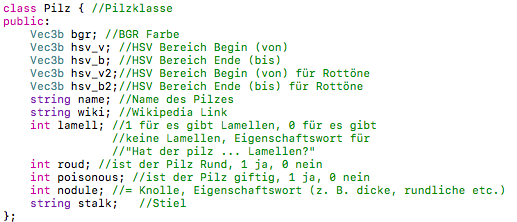 class Pilz { //Pilzklasse
public:
Vec3b bgr; //BGR Farbe
Vec3b hsv_v; //HSV Bereich Begin (von)
Vec3b hsv_b; //HSV Bereich Ende (bis)
Vec3b hsv_v2;//HSV Bereich Begin (von) für Rottöne
Vec3b hsv_b2;//HSV Bereich Ende (bis) für Rottöne
string name; //Name des Pilzes
string wiki; //Wikipedia Link
int lamell; //1 für es gibt Lamellen, 0 für es gibt
//keine Lamellen, Eigenschaftswort für
//"Hat der pilz ... Lamellen?"
int roud; //ist der Pilz Rund, 1 ja, 0 nein
int poisonous; //ist der Pilz giftig, 1 ja, 0 nein
int nodule; //= Knolle, Eigenschaftswort (z. B. dicke, rundliche etc.)
string stalk; //Stiel
};